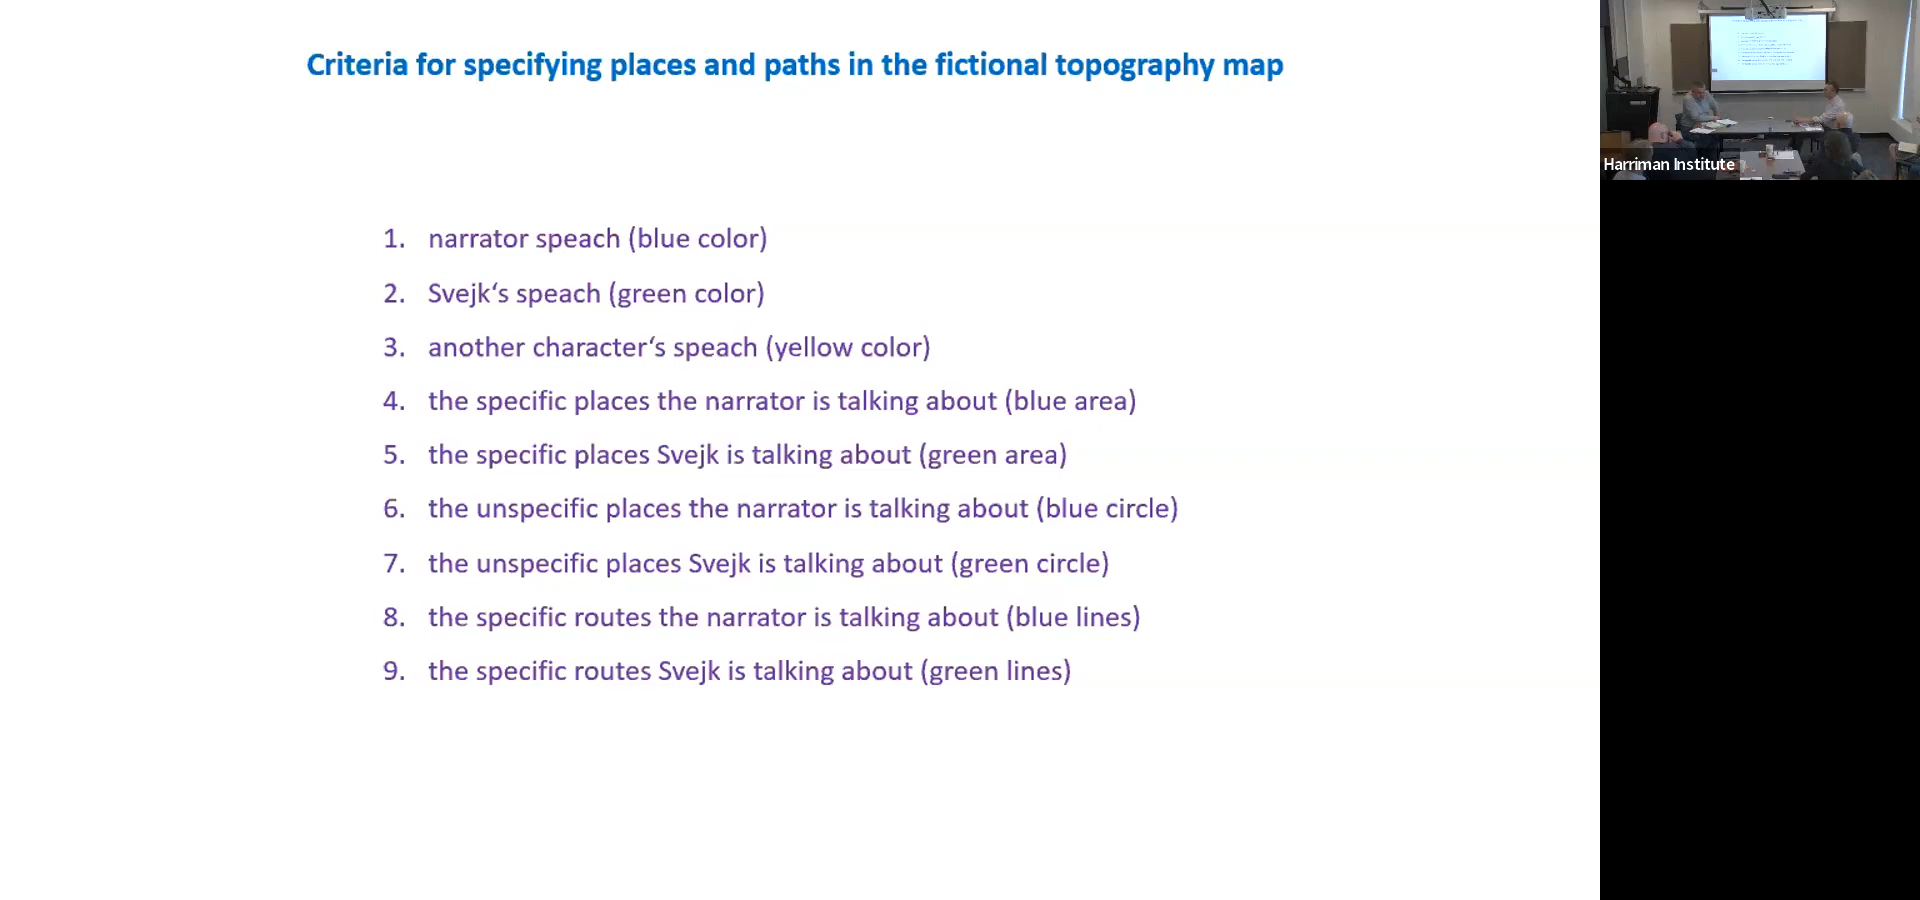 Criteria for specifying places and paths in the fictional topography map
1. narrator speach (blue color)
2. Svejk‘s speach (green color)
3. another character‘s speach (yellow color)
4. the specific places the narrator is talking about (blue area)
5. the specific places Svejk is talking about (green area)
6. the unspecific places the narrator is talking about (blue circle)
7. the unspecific places Svejk is talking about (green circle)
8. the specific routes the narrator is talking about (blue lines)
9. the specific routes Svejk is talking about (green lines)
Harriman Institute